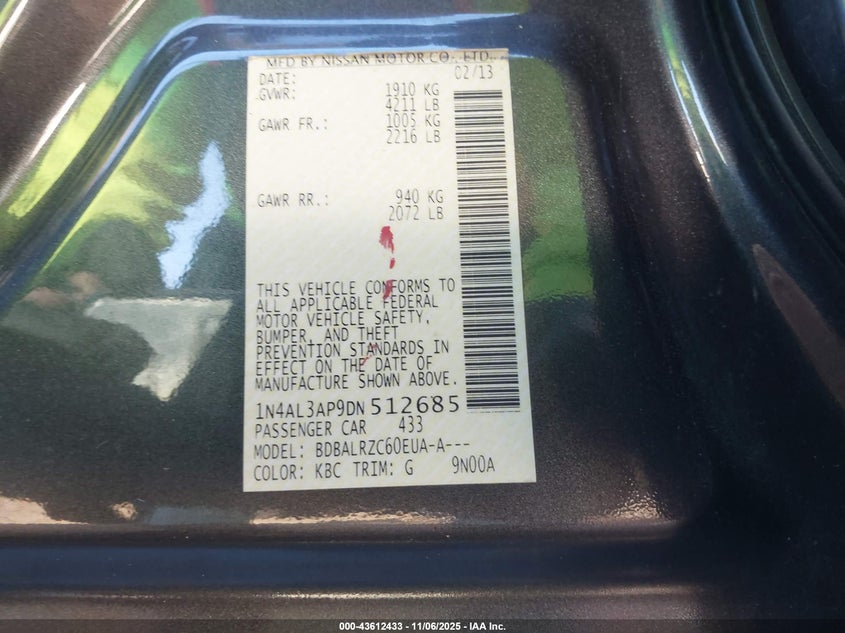 MFD BY NISSAN MOTOR CO., LTD.
DATE: 02/13
GVWR: 1910 KG
4211 LB
GAWR FR.: 1005 KG
2216 LB
GAWR RR.: 940 KG
2072 LB
THIS VEHICLE CONFORMS TO
ALL APPLICABLE FEDERAL
MOTOR VEHICLE SAFETY,
BUMPER, AND THEFT
PREVENTION STANDARDS IN
EFFECT ON THE DATE OF
MANUFACTURE SHOWN ABOVE.
1N4AL3AP9DN512685
PASSENGER CAR 433
MODEL: BDBALRZC60EUA-A---
COLOR: KBC TRIM: G 9N00A
000-43612433 - 11/06/2025 - IAA Inc.